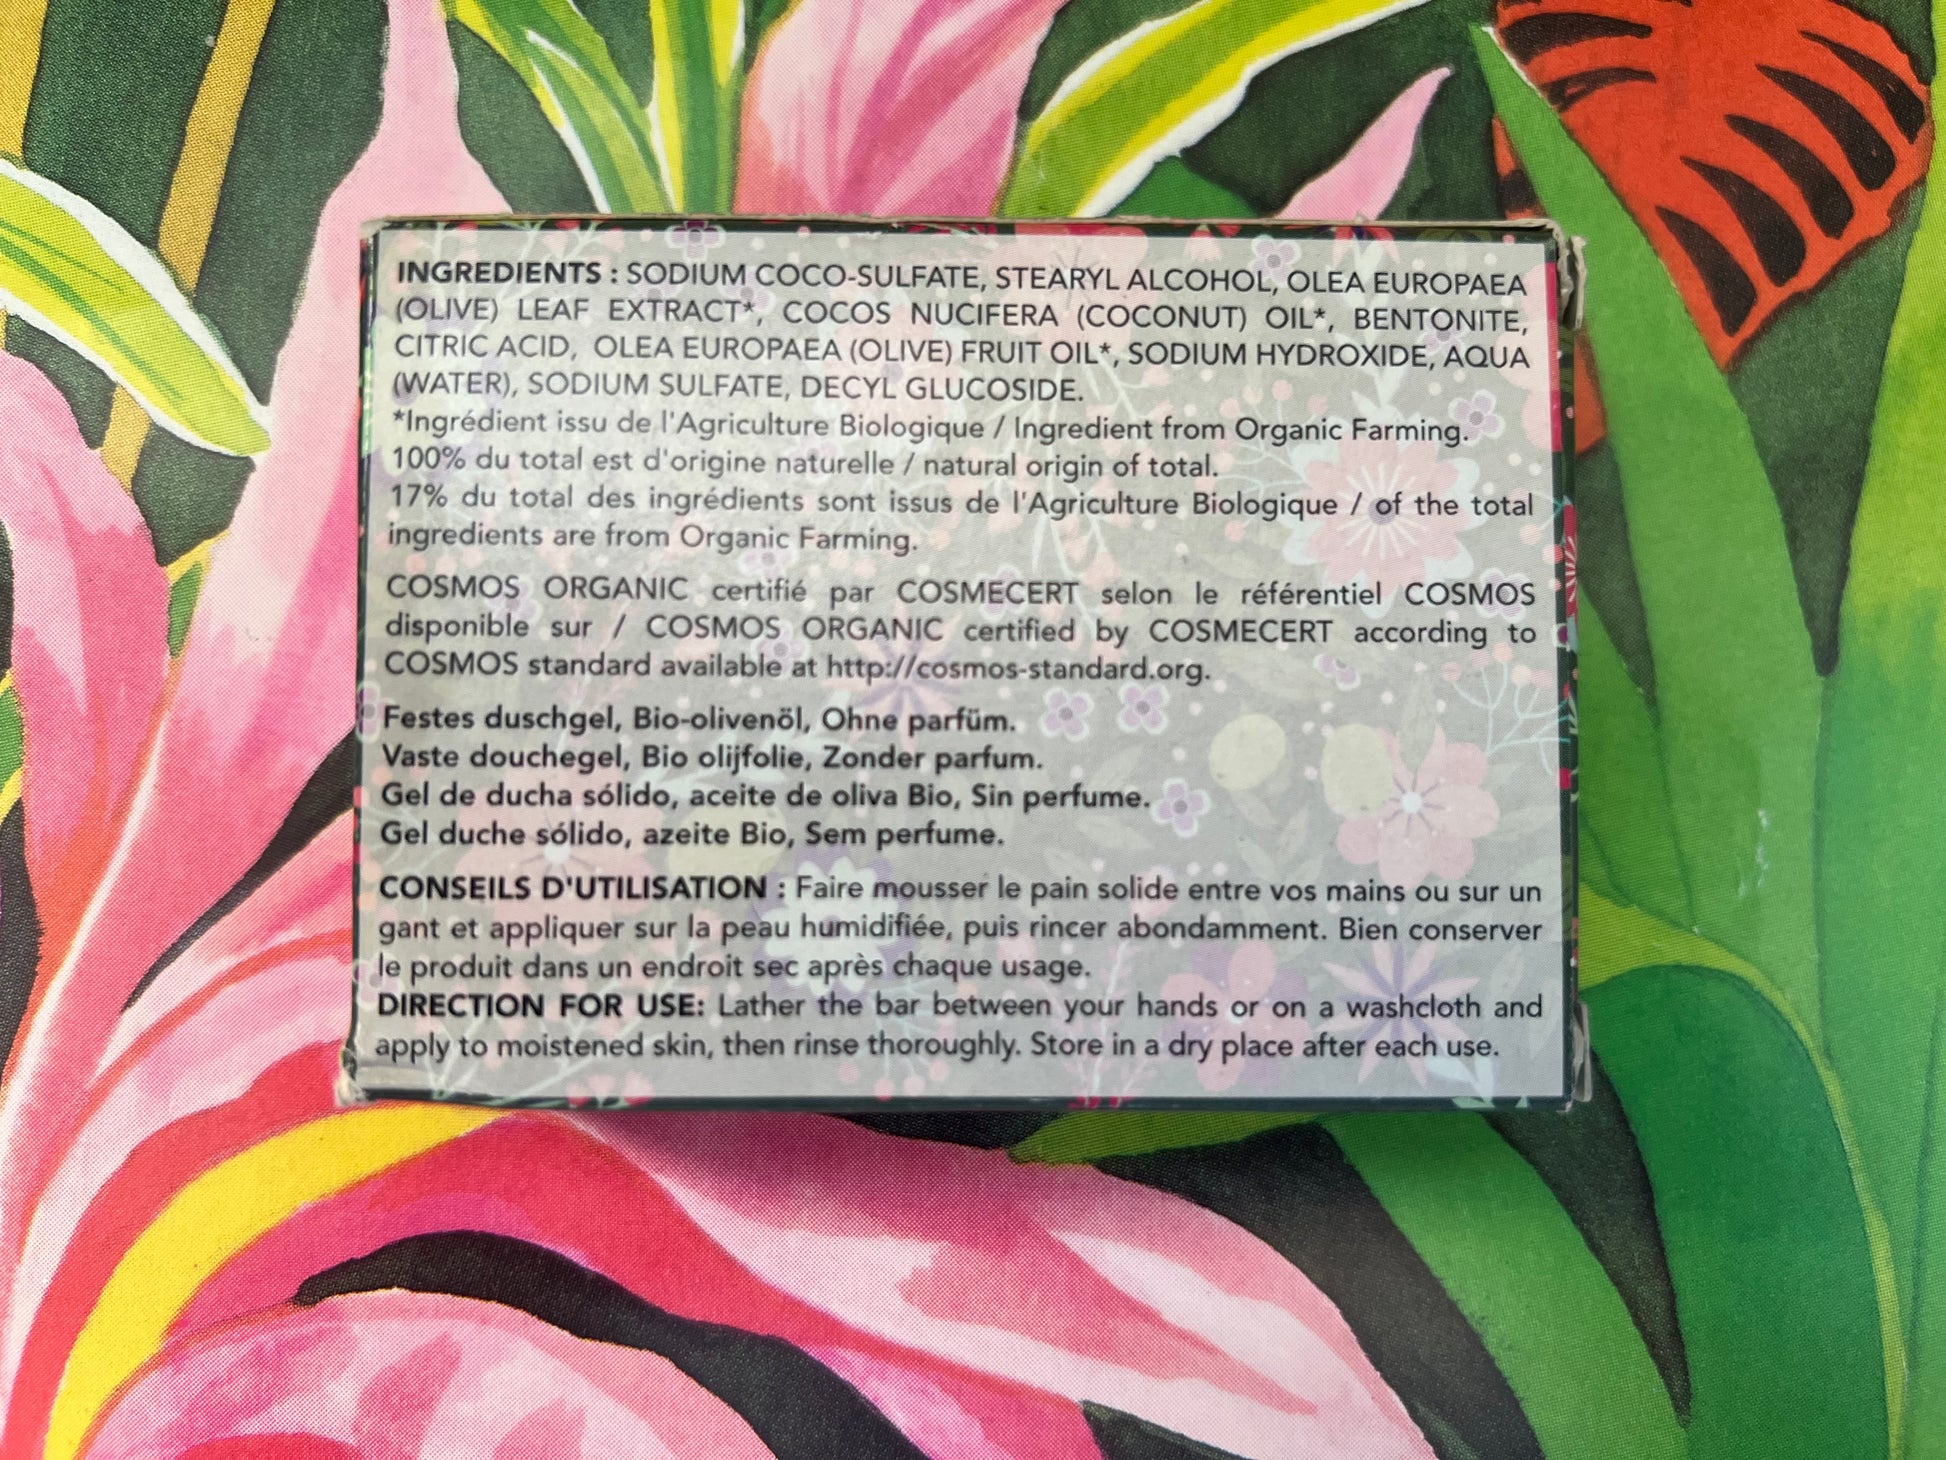 INGREDIENTS : SODIUM COCO-SULFATE, STEARYL ALCOHOL, OLEA EUROPAEA
(OLIVE) LEAF EXTRACT*, COCOS NUCIFERA (COCONUT) OIL*, BENTONITE,
CITRIC ACID, OLEA EUROPAEA (OLIVE) FRUIT OIL*, SODIUM HYDROXIDE, AQUA
(WATER), SODIUM SULFATE, DECYL GLUCOSIDE.
*Ingrédient issu de l'Agriculture Biologique / Ingredient from Organic Farming.
100% du total est d'origine naturelle / natural origin of total.
17% du total des ingrédients sont issus de l'Agriculture Biologique / of the total
ingredients are from Organic Farming.
COSMOS ORGANIC certifié par COSMECERT selon le référentiel COSMOS
disponible sur / COSMOS ORGANIC certified by COSMECERT according to
COSMOS standard available at http://cosmos-standard.org.
Festes duschgel, Bio-olivenöl, Ohne parfüm.
Vaste douchegel, Bio olijfolie, Zonder parfum.
Gel de ducha sólido, aceite de oliva Bio, Sin perfume.
Gel duche sólido, azeite Bio, Sem perfume.
CONSEILS D'UTILISATION : Faire mousser le pain solide entre vos mains ou sur un
gant et appliquer sur la peau humidifiée, puis rincer abondamment. Bien conserver
le produit dans un endroit sec après chaque usage.
DIRECTION FOR USE: Lather the bar between your hands or on a washcloth and
apply to moistened skin, then rinse thoroughly. Store in a dry place after each use.